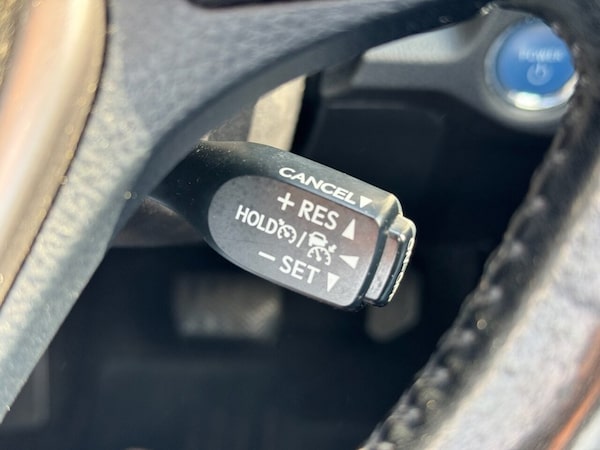 POWER
CANCEL▼
+ RES ▲
HOLD /
− SET ▼